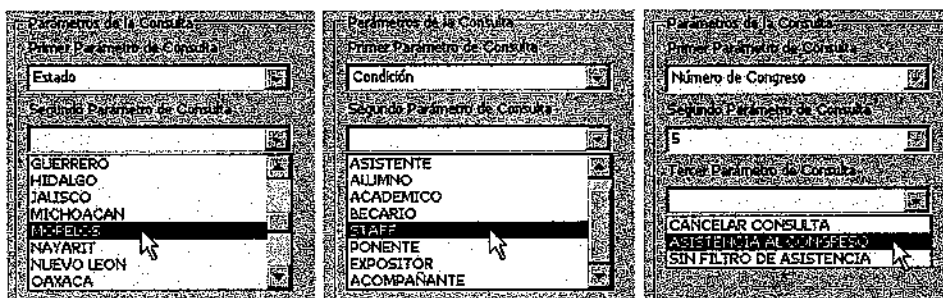 Parámetros de la Consulta
Primer Parámetro de Consulta
Estado
Segundo Parámetro de Consulta
GUERRERO
HIDALGO
JALISCO
MICHOACAN
MORELOS
NAYARIT
NUEVO LEON
OAXACA
Parámetros de la Consulta
Primer Parámetro de Consulta
Condición
Segundo Parámetro de Consulta
ASISTENTE
ALUMNO
ACADEMICO
BECARIO
STAFF
PONENTE
EXPOSITOR
ACOMPAÑANTE
Parámetros de la Consulta
Primer Parámetro de Consulta
Número de Congreso
Segundo Parámetro de Consulta
5
Tercer Parámetro de Consulta
CANCELAR CONSULTA
ASISTENCIA AL CONGRESO
SIN FILTRO DE ASISTENCIA